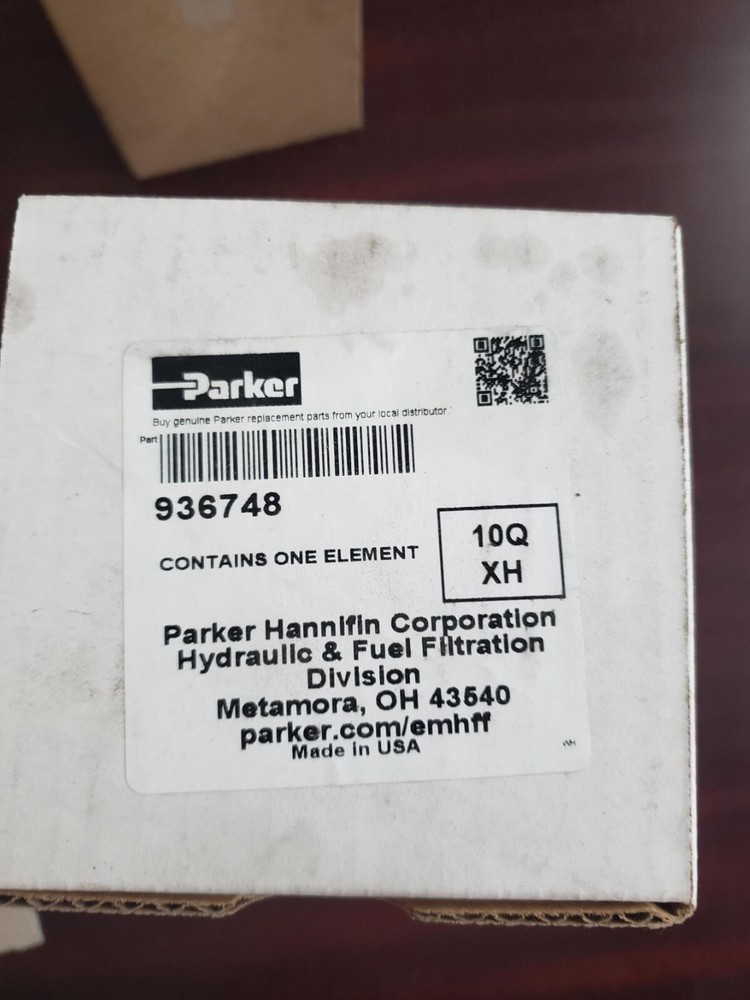 Parker
Buy genuine Parker replacement parts from your local distributor.
Part
936748
CONTAINS ONE ELEMENT
10Q
XH
Parker Hannifin Corporation
Hydraulic & Fuel Filtration
Division
Metamora, OH 43540
parker.com/emhff
Made in USA